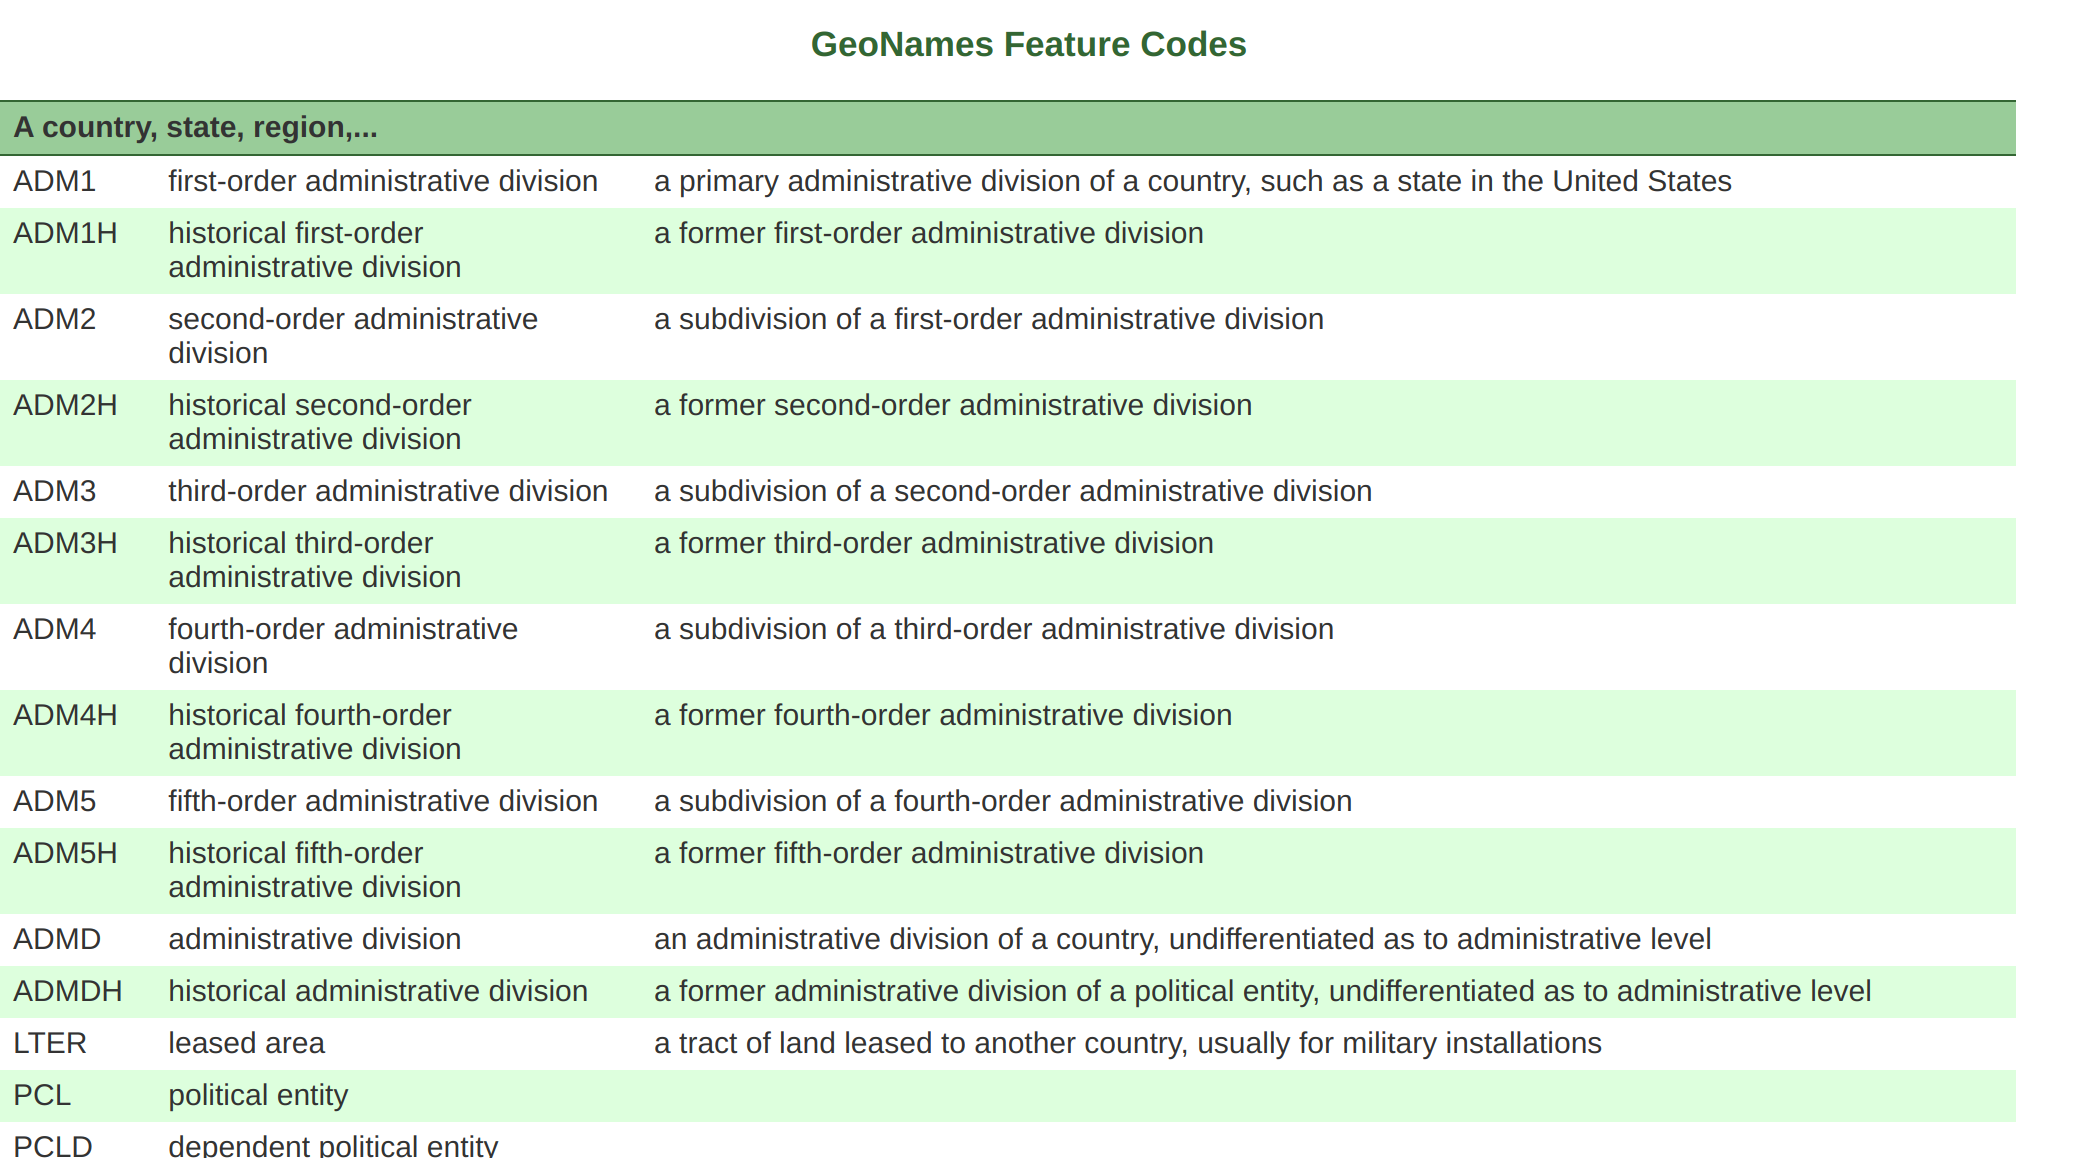 GeoNames Feature Codes
A country, state, region,...
ADM1 first-order administrative division a primary administrative division of a country, such as a state in the United States
ADM1H historical first-order a former first-order administrative division
administrative division
ADM2 second-order administrative a subdivision of a first-order administrative division
division
ADM2H historical second-order a former second-order administrative division
administrative division
ADM3 third-order administrative division a subdivision of a second-order administrative division
ADM3H historical third-order a former third-order administrative division
administrative division
ADM4 fourth-order administrative a subdivision of a third-order administrative division
division
ADM4H historical fourth-order a former fourth-order administrative division
administrative division
ADM5 fifth-order administrative division a subdivision of a fourth-order administrative division
ADM5H historical fifth-order a former fifth-order administrative division
administrative division
ADMD administrative division an administrative division of a country, undifferentiated as to administrative level
ADMDH historical administrative division a former administrative division of a political entity, undifferentiated as to administrative level
LTER leased area a tract of land leased to another country, usually for military installations
PCL political entity
PCLD dependent political entity